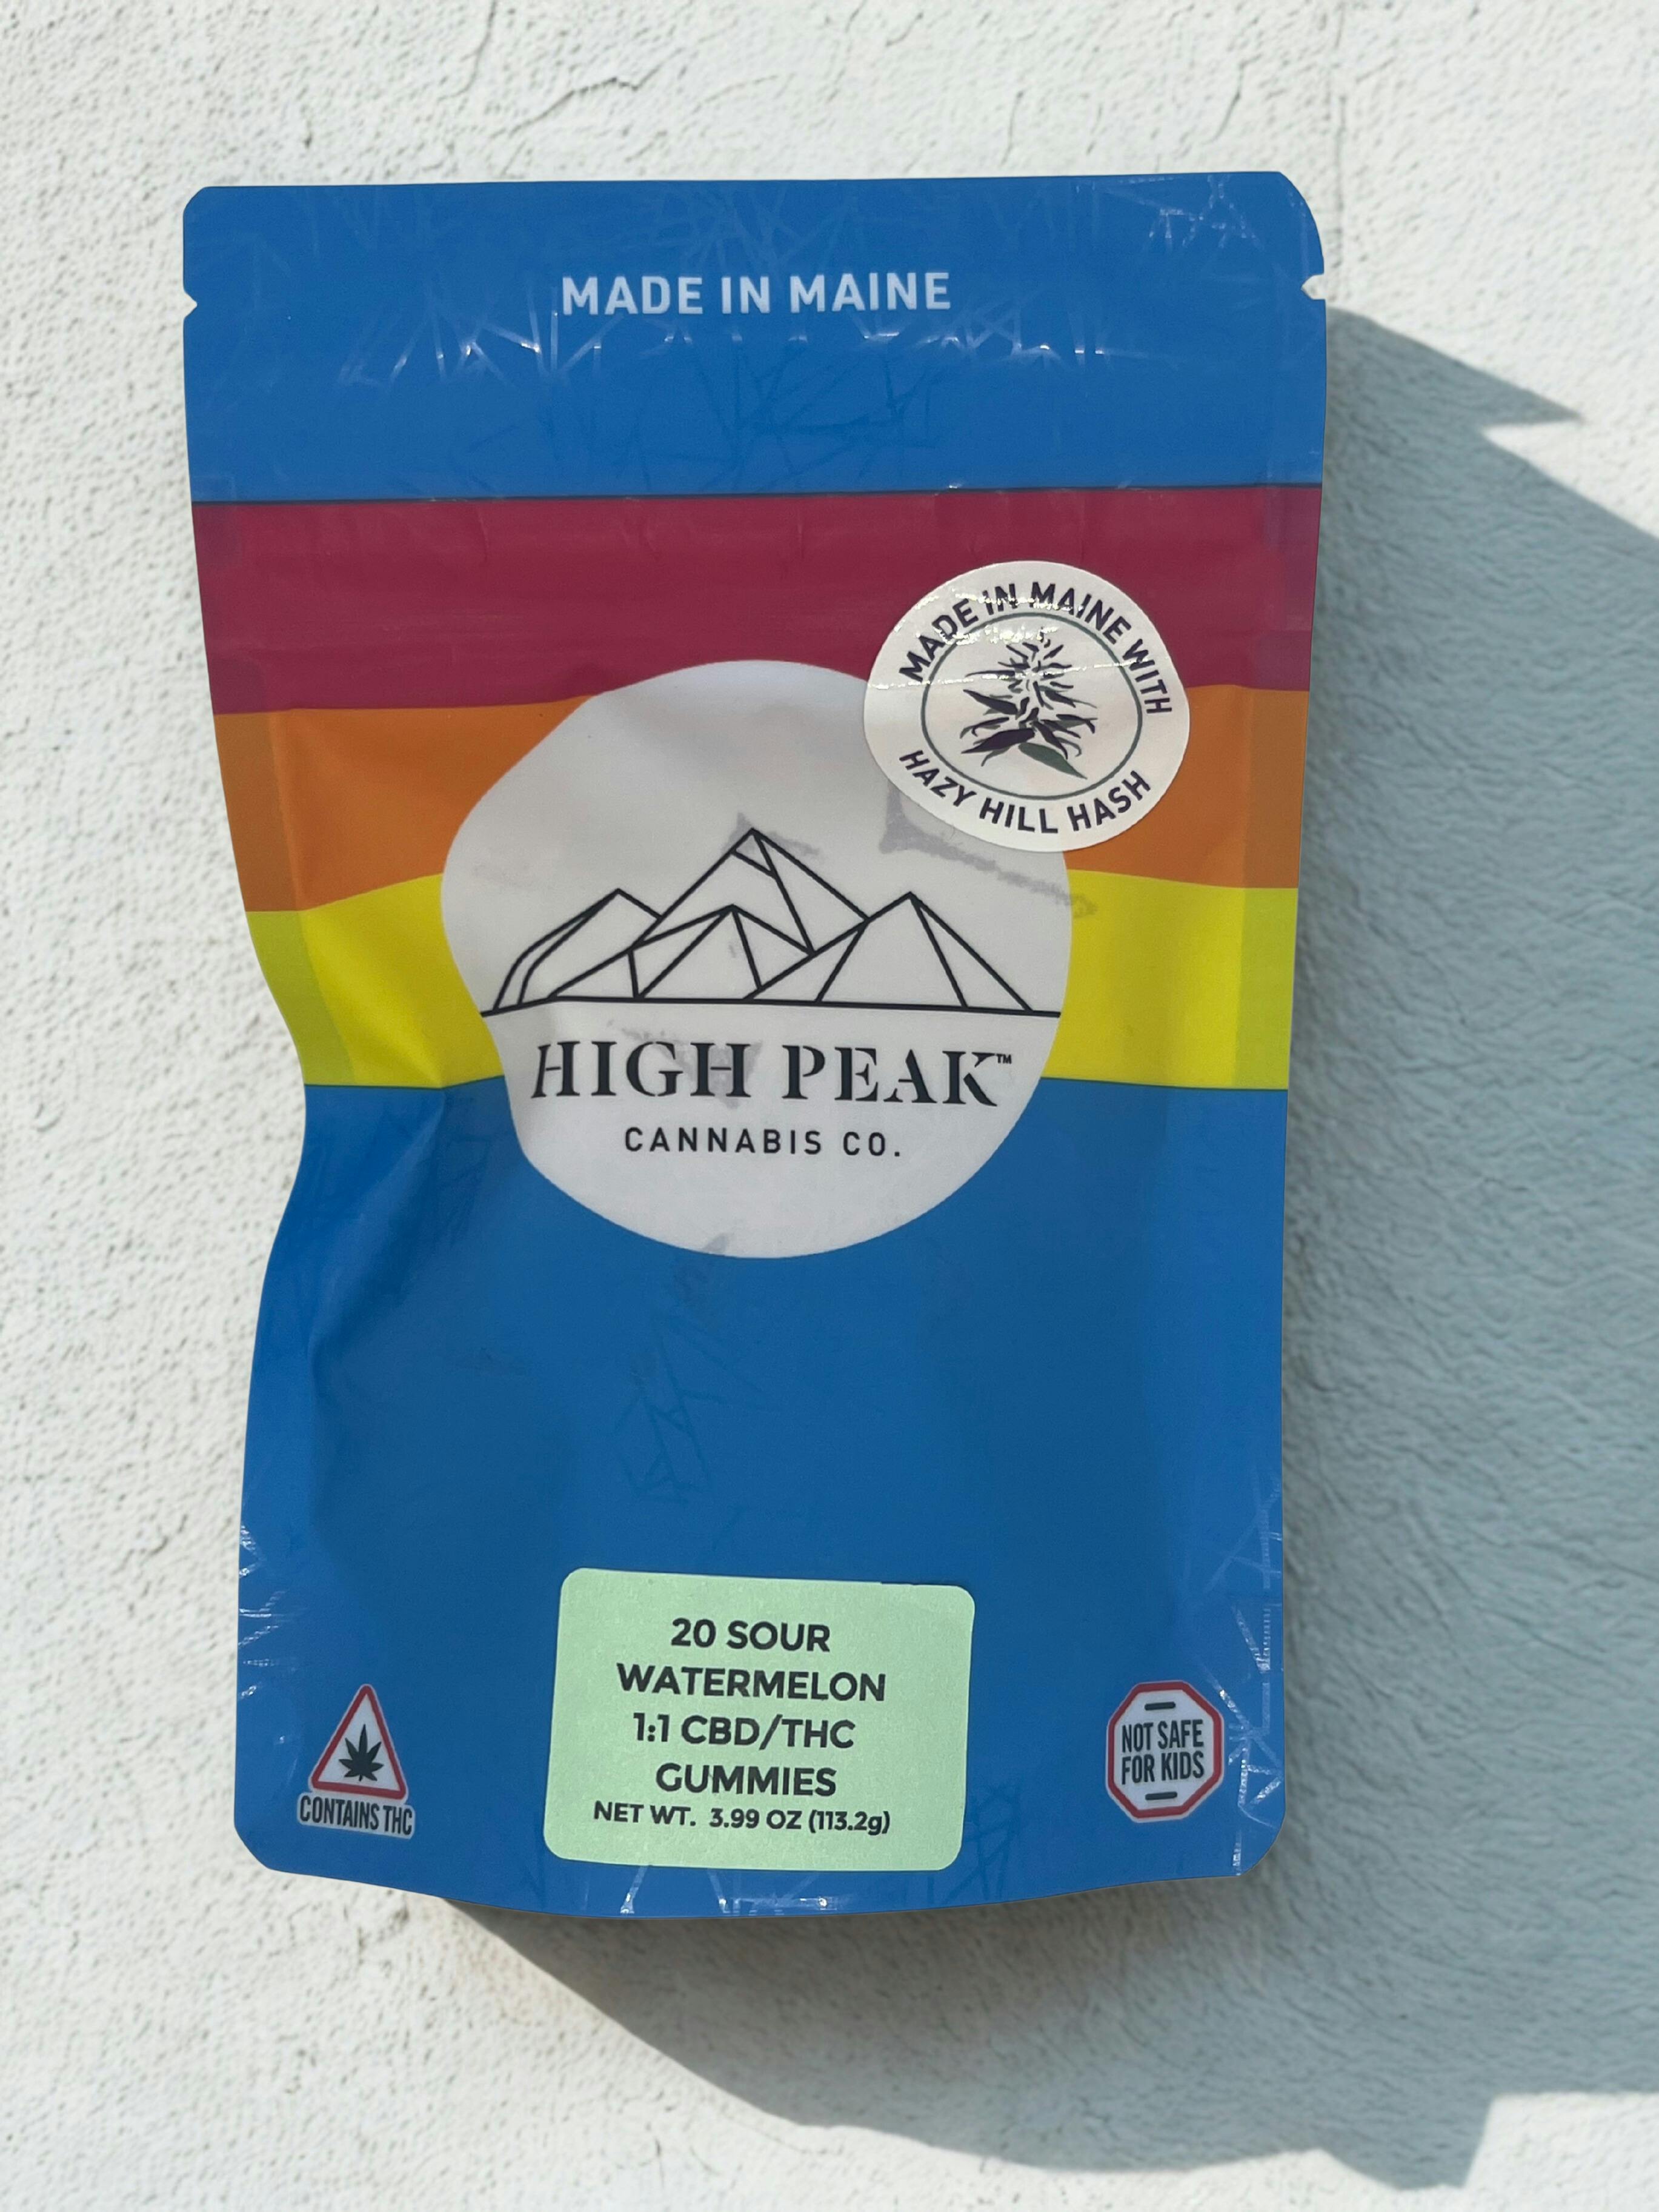 MADE IN MAINE
MADE IN MAINE WITH
HAZY HILL HASH
HIGH PEAK™
CANNABIS CO.
20 SOUR
WATERMELON
1:1 CBD/THC
GUMMIES
NET WT. 3.99 OZ (113.2g)
CONTAINS THC
NOT SAFE
FOR KIDS